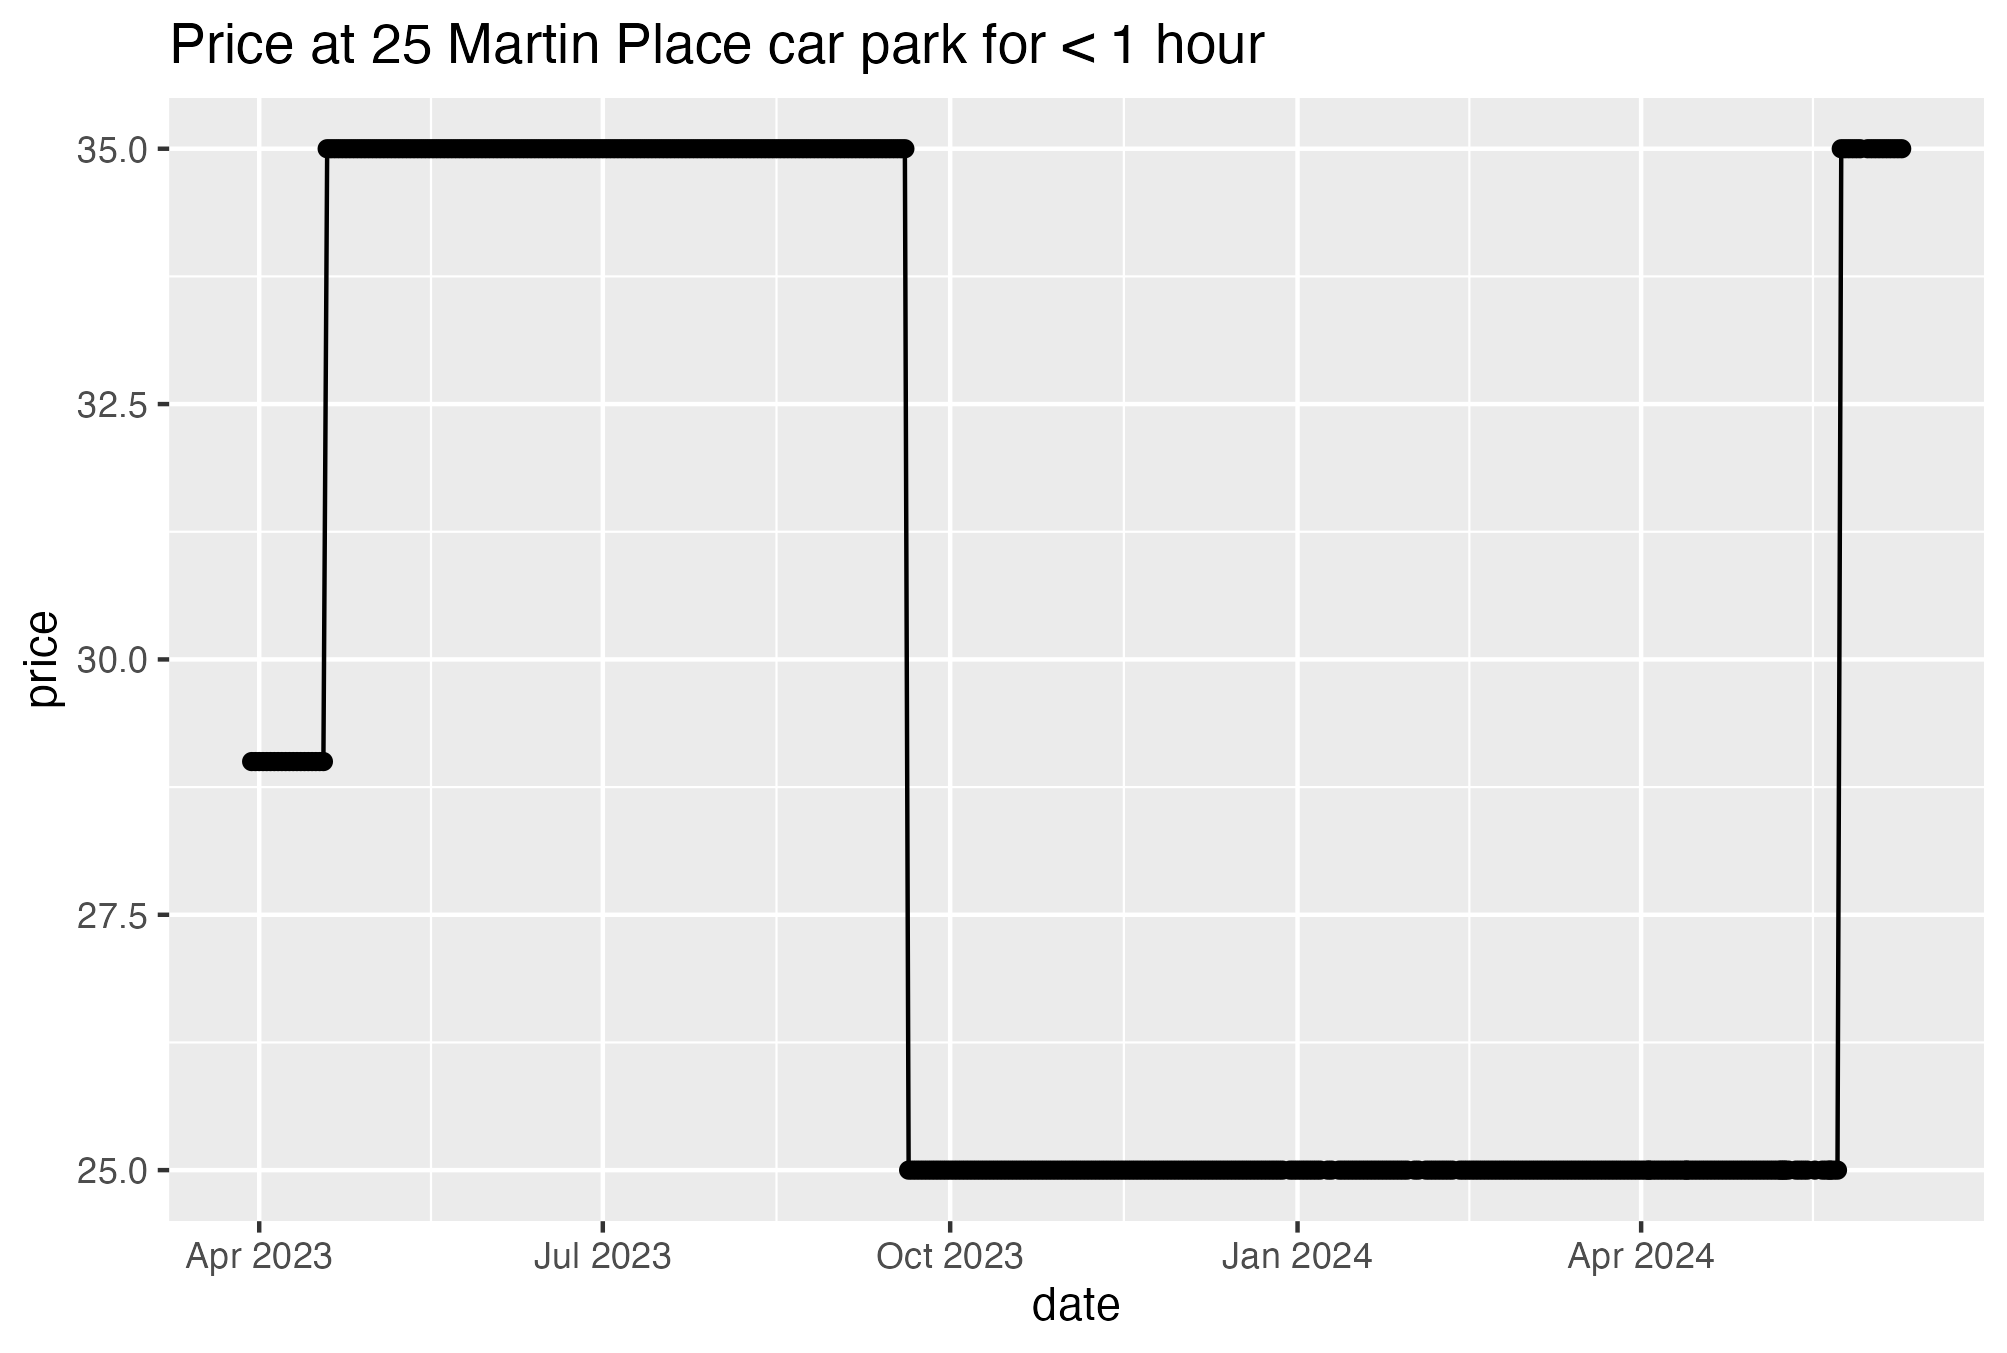 Price at 25 Martin Place car park for < 1 hour
35.0
32.5
30.0
27.5
25.0
price
Apr 2023
Jul 2023
Oct 2023
Jan 2024
Apr 2024
date